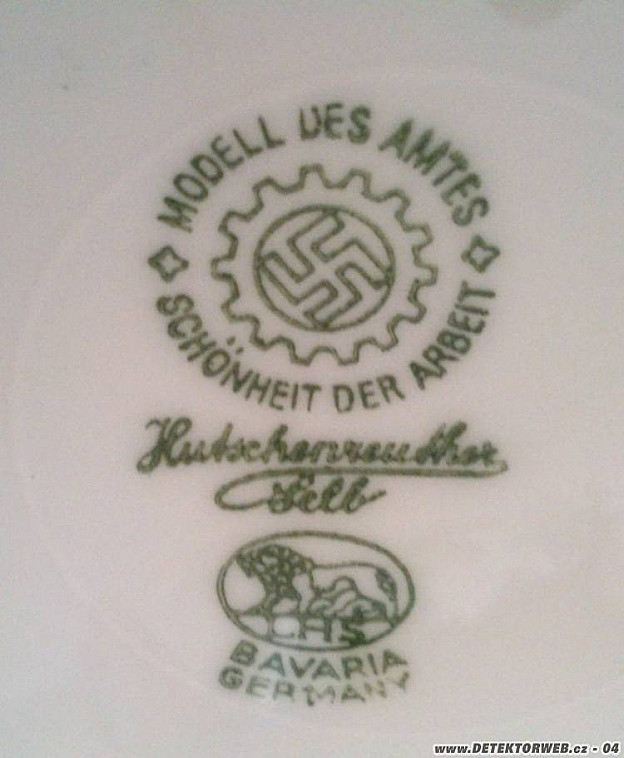 MODELL DES AMTES
SCHÖNHEIT DER ARBEIT
Hutschenreuther
Selb
CHS
BAVARIA
GERMANY
www.DETEKTORWEB.cz - 04